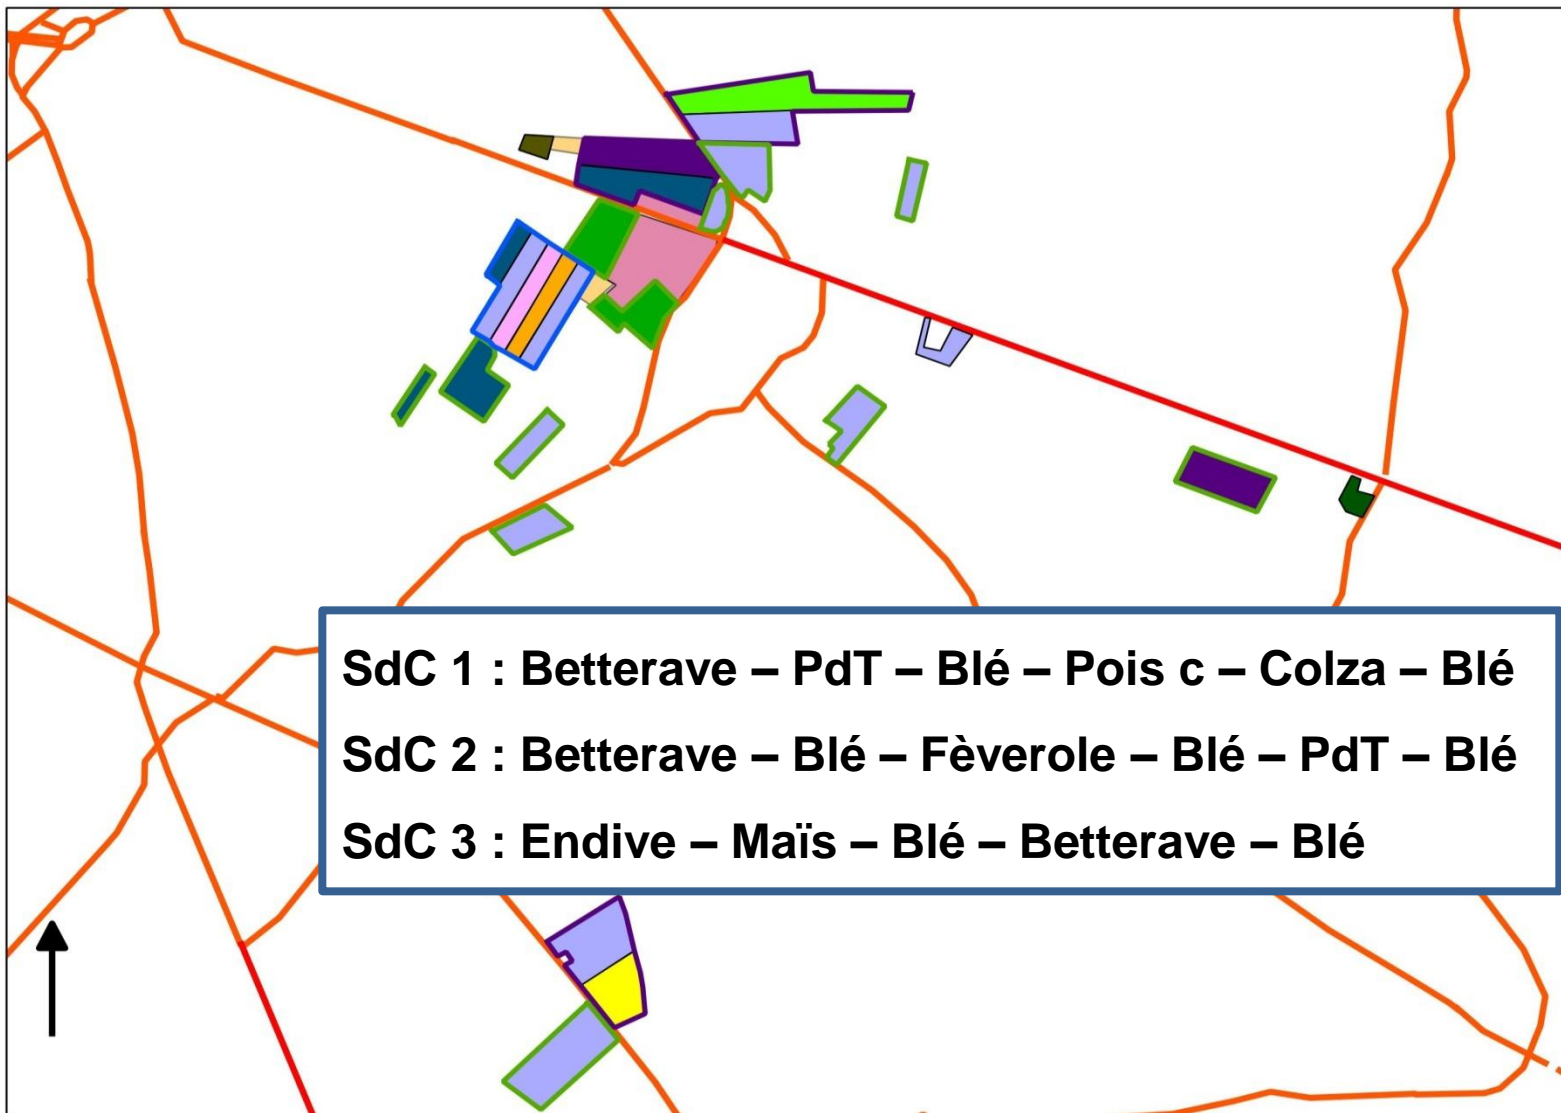 SdC 1 : Betterave – PdT – Blé – Pois c – Colza – Blé
SdC 2 : Betterave – Blé – Fèverole – Blé – PdT – Blé
SdC 3 : Endive – Maïs – Blé – Betterave – Blé